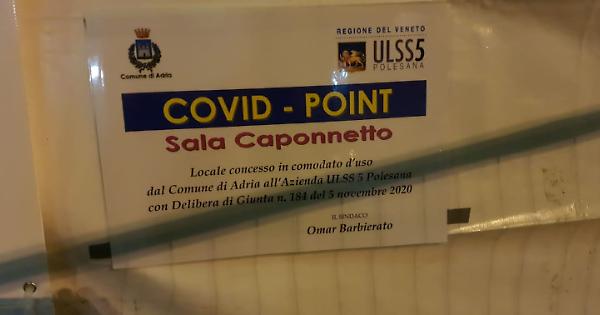 Comune di Adria
REGIONE DEL VENETO
ULSS5
POLESANA
COVID - POINT
Sala Caponnetto
Locale concesso in comodato d'uso
dal Comune di Adria all'Azienda ULSS 5 Polesana
con Delibera di Giunta n. 184 del 5 novembre 2020
IL SINDACO
Omar Barbierato